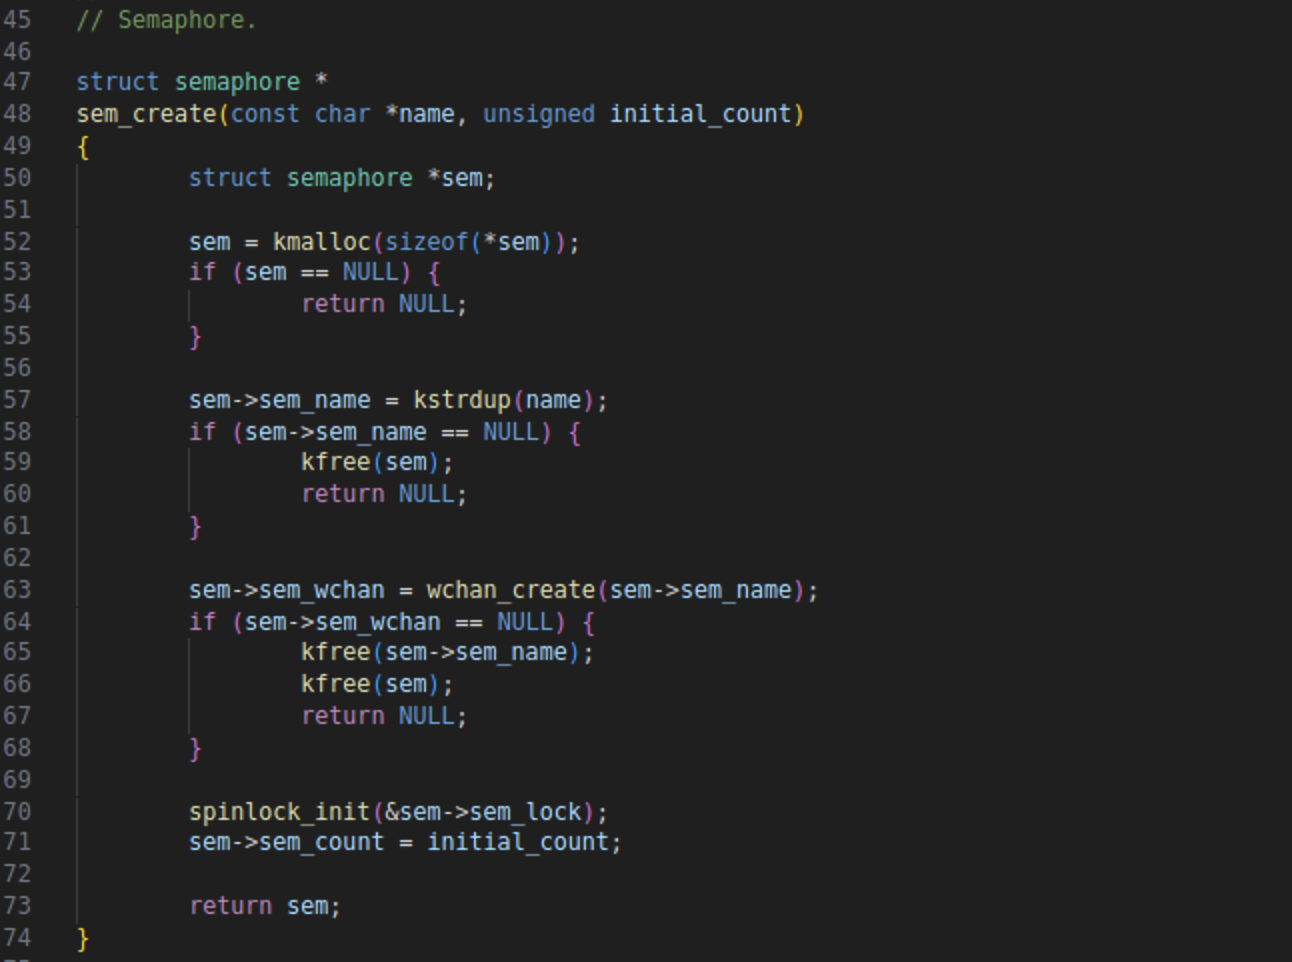 45 // Semaphore.
46
47 struct semaphore *
48 sem_create(const char *name, unsigned initial_count)
49 {
50         struct semaphore *sem;
51
52         sem = kmalloc(sizeof(*sem));
53         if (sem == NULL) {
54                 return NULL;
55         }
56
57         sem->sem_name = kstrdup(name);
58         if (sem->sem_name == NULL) {
59                 kfree(sem);
60                 return NULL;
61         }
62
63         sem->sem_wchan = wchan_create(sem->sem_name);
64         if (sem->sem_wchan == NULL) {
65                 kfree(sem->sem_name);
66                 kfree(sem);
67                 return NULL;
68         }
69
70         spinlock_init(&sem->sem_lock);
71         sem->sem_count = initial_count;
72
73         return sem;
74 }